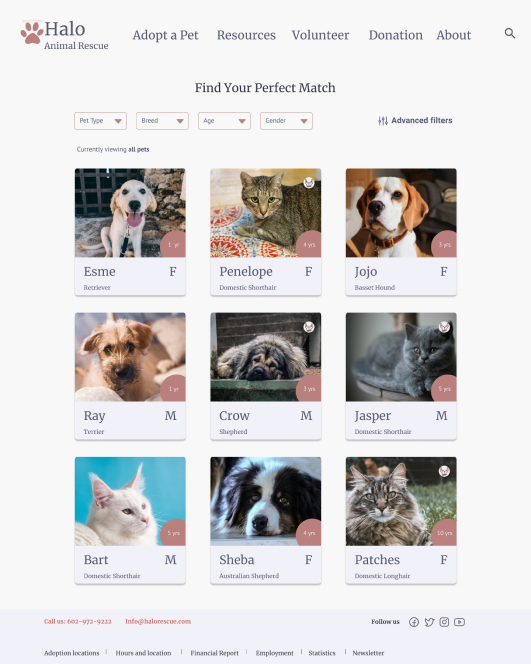 Halo
Animal Rescue
Adopt a Pet Resources Volunteer Donation About
Find Your Perfect Match
Pet Type Breed Age Gender Advanced filters
Currently viewing all pets
1 yr 4 yrs 3 yrs
Esme F Penelope F Jojo F
Retriever Domestic Shorthair Basset Hound
1 yr 3 yrs 5 yrs
Ray M Crow M Jasper M
Terrier Shepherd Domestic Shorthair
5 yrs 4 yrs 10 yrs
Bart M Sheba F Patches F
Domestic Shorthair Australian Shepherd Domestic Longhair
Call us: 602-972-9222 Info@halorescue.com Follow us
Adoption locations | Hours and location | Financial Report | Employment | Statistics | Newsletter